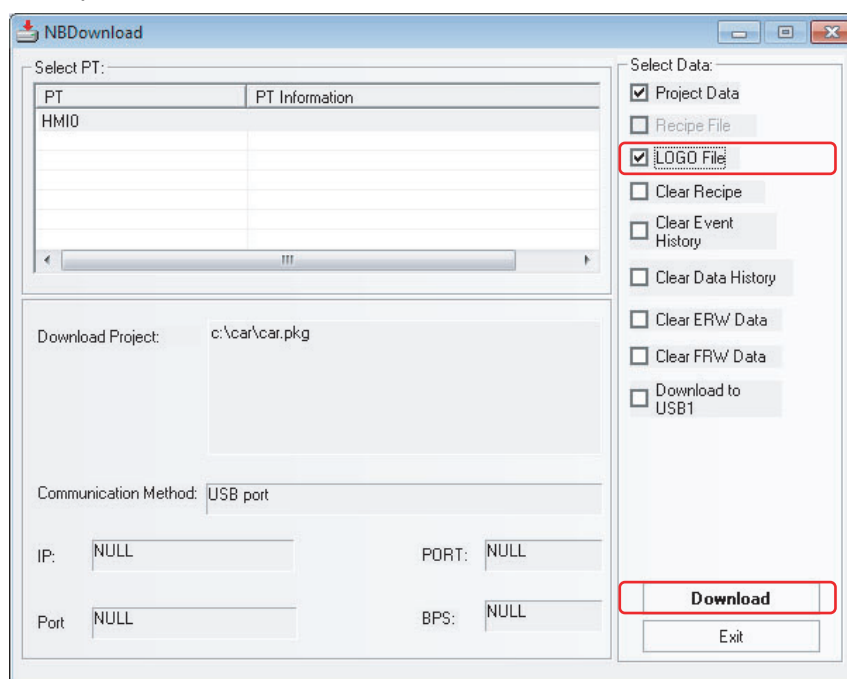 NBDownload
Select PT:
PT PT Information
HMI0
Download Project: c:\car\car.pkg
Communication Method: USB port
IP: NULL PORT: NULL
Port NULL BPS: NULL
Select Data:
Project Data
Recipe File
LOGO File
Clear Recipe
Clear Event
History
Clear Data History
Clear ERW Data
Clear FRW Data
Download to
USB1
Download
Exit